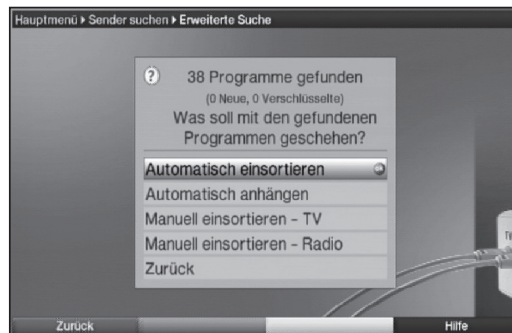 Hauptmenü ▸ Sender suchen ▸ Erweiterte Suche
? 38 Programme gefunden
(0 Neue, 0 Verschlüsselte)
Was soll mit den gefundenen
Programmen geschehen?
Automatisch einsortieren
Automatisch anhängen
Manuell einsortieren - TV
Manuell einsortieren - Radio
Zurück
Zurück Hilfe